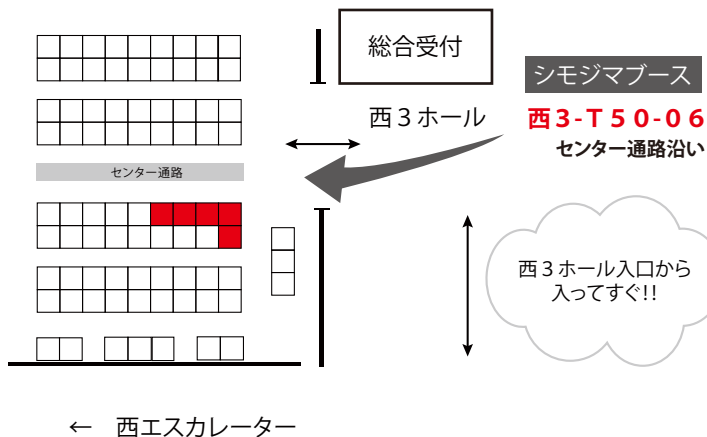 総合受付
シモジマブース
西3ホール
西3-T50-06
センター通路沿い
センター通路
西3ホール入口から
入ってすぐ!!
← 西エスカレーター